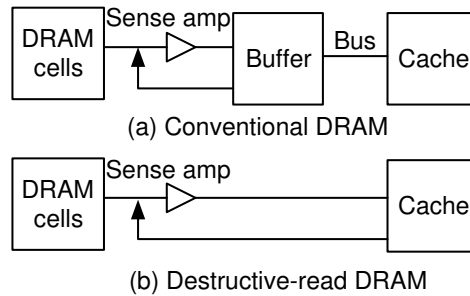 Sense amp
DRAM
cells
Buffer
Bus
Cache
(a) Conventional DRAM
Sense amp
DRAM
cells
Cache
(b) Destructive-read DRAM